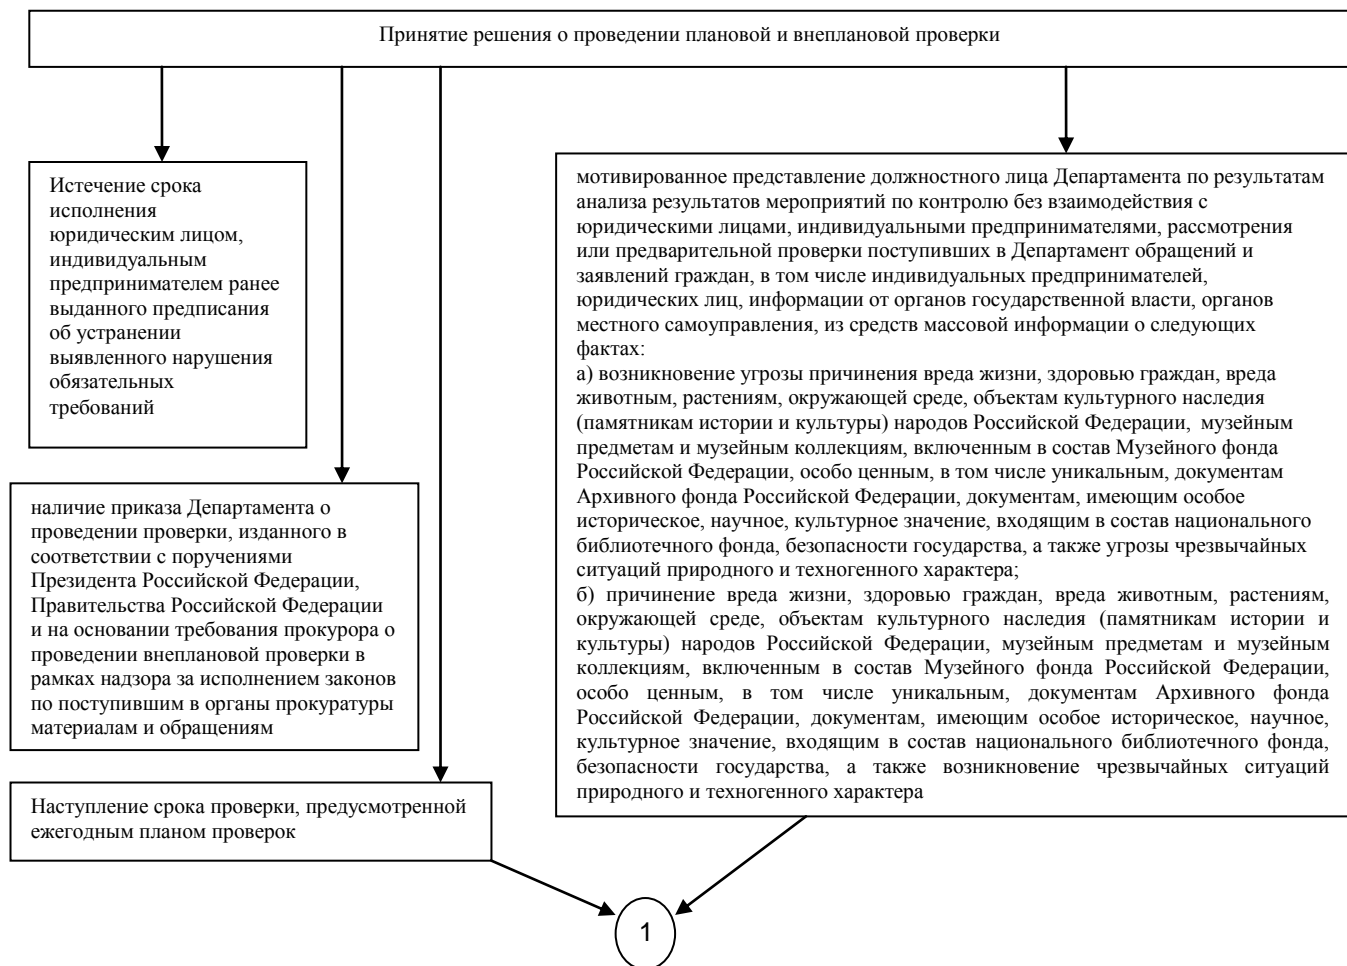 Принятие решения о проведении плановой и внеплановой проверки
Истечение срока
исполнения
юридическим лицом,
индивидуальным
предпринимателем ранее
выданного предписания
об устранении
выявленного нарушения
обязательных
требований
наличие приказа Департамента о
проведении проверки, изданного в
соответствии с поручениями
Президента Российской Федерации,
Правительства Российской Федерации
и на основании требования прокурора о
проведении внеплановой проверки в
рамках надзора за исполнением законов
по поступившим в органы прокуратуры
материалам и обращениям
Наступление срока проверки, предусмотренной
ежегодным планом проверок
мотивированное представление должностного лица Департамента по результатам
анализа результатов мероприятий по контролю без взаимодействия с
юридическими лицами, индивидуальными предпринимателями, рассмотрения
или предварительной проверки поступивших в Департамент обращений и
заявлений граждан, в том числе индивидуальных предпринимателей,
юридических лиц, информации от органов государственной власти, органов
местного самоуправления, из средств массовой информации о следующих
фактах:
а) возникновение угрозы причинения вреда жизни, здоровью граждан, вреда
животным, растениям, окружающей среде, объектам культурного наследия
(памятникам истории и культуры) народов Российской Федерации, музейным
предметам и музейным коллекциям, включенным в состав Музейного фонда
Российской Федерации, особо ценным, в том числе уникальным, документам
Архивного фонда Российской Федерации, документам, имеющим особое
историческое, научное, культурное значение, входящим в состав национального
библиотечного фонда, безопасности государства, а также угрозы чрезвычайных
ситуаций природного и техногенного характера;
б) причинение вреда жизни, здоровью граждан, вреда животным, растениям,
окружающей среде, объектам культурного наследия (памятникам истории и
культуры) народов Российской Федерации, музейным предметам и музейным
коллекциям, включенным в состав Музейного фонда Российской Федерации,
особо ценным, в том числе уникальным, документам Архивного фонда
Российской Федерации, документам, имеющим особое историческое, научное,
культурное значение, входящим в состав национального библиотечного фонда,
безопасности государства, а также возникновение чрезвычайных ситуаций
природного и техногенного характера
1